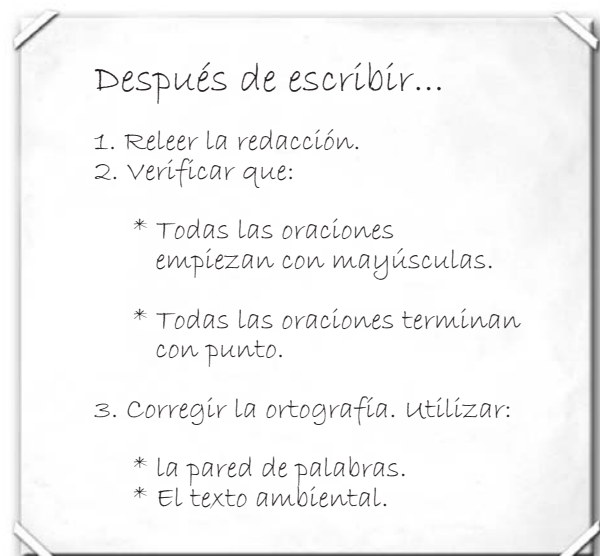 Después de escribir...
1. Releer la redacción.
2. Verificar que:
* Todas las oraciones
empiezan con mayúsculas.
* Todas las oraciones terminan
con punto.
3. Corregir la ortografía. Utilizar:
* La pared de palabras.
* El texto ambiental.